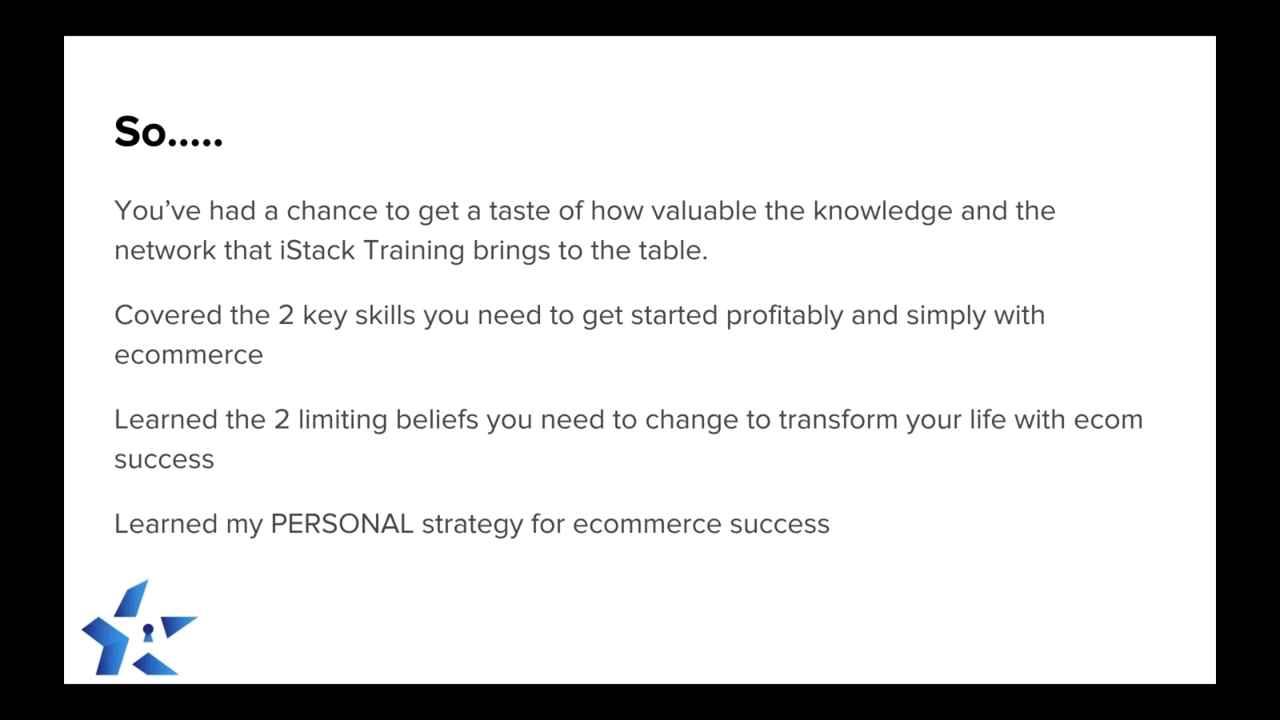 So.....
You’ve had a chance to get a taste of how valuable the knowledge and the
network that iStack Training brings to the table.
Covered the 2 key skills you need to get started profitably and simply with
ecommerce
Learned the 2 limiting beliefs you need to change to transform your life with ecom
success
Learned my PERSONAL strategy for ecommerce success